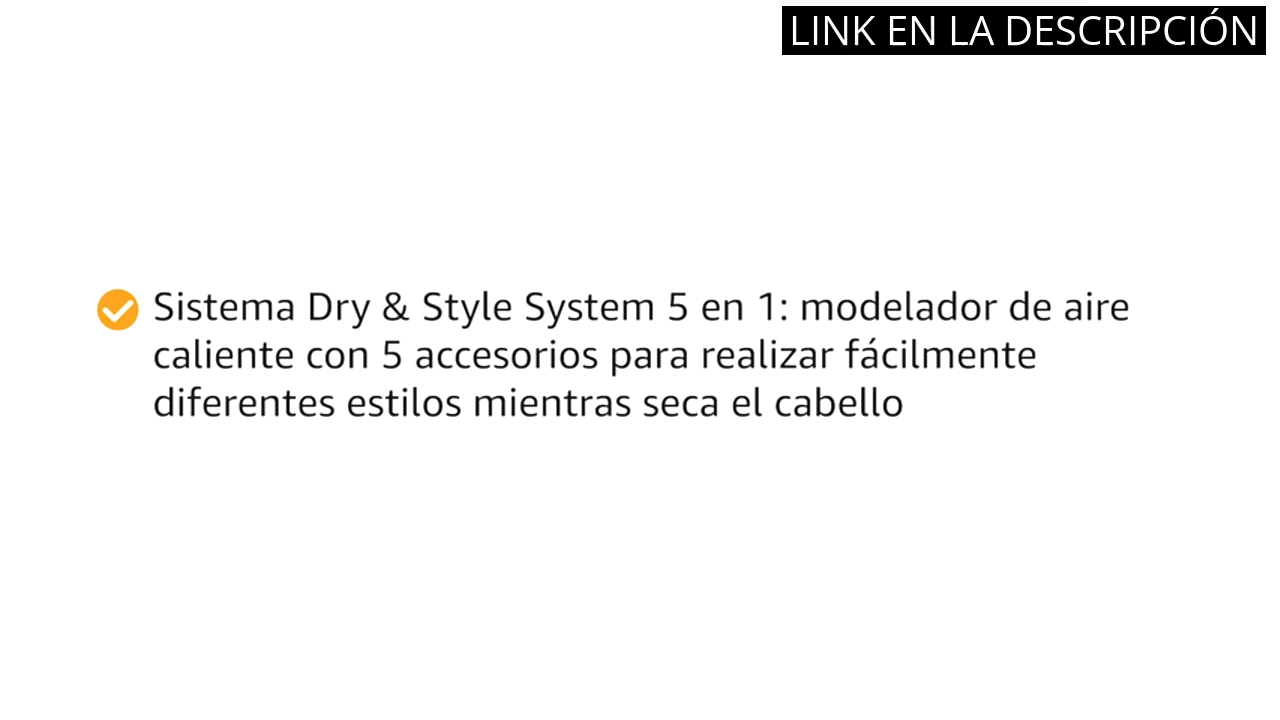 LINK EN LA DESCRIPCIÓN
Sistema Dry & Style System 5 en 1: modelador de aire
caliente con 5 accesorios para realizar fácilmente
diferentes estilos mientras seca el cabello